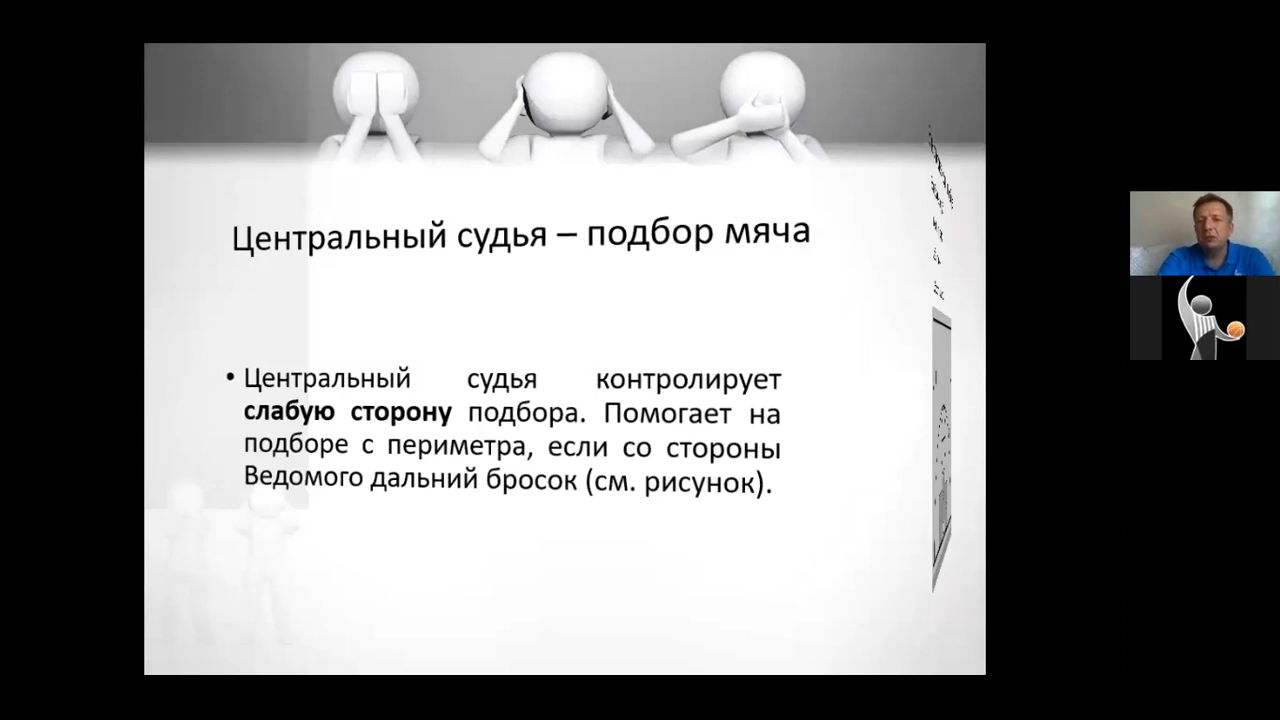 Центральный судья – подбор мяча
• Центральный судья контролирует
слабую сторону подбора. Помогает на
подборе с периметра, если со стороны
Ведомого дальний бросок (см. рисунок).